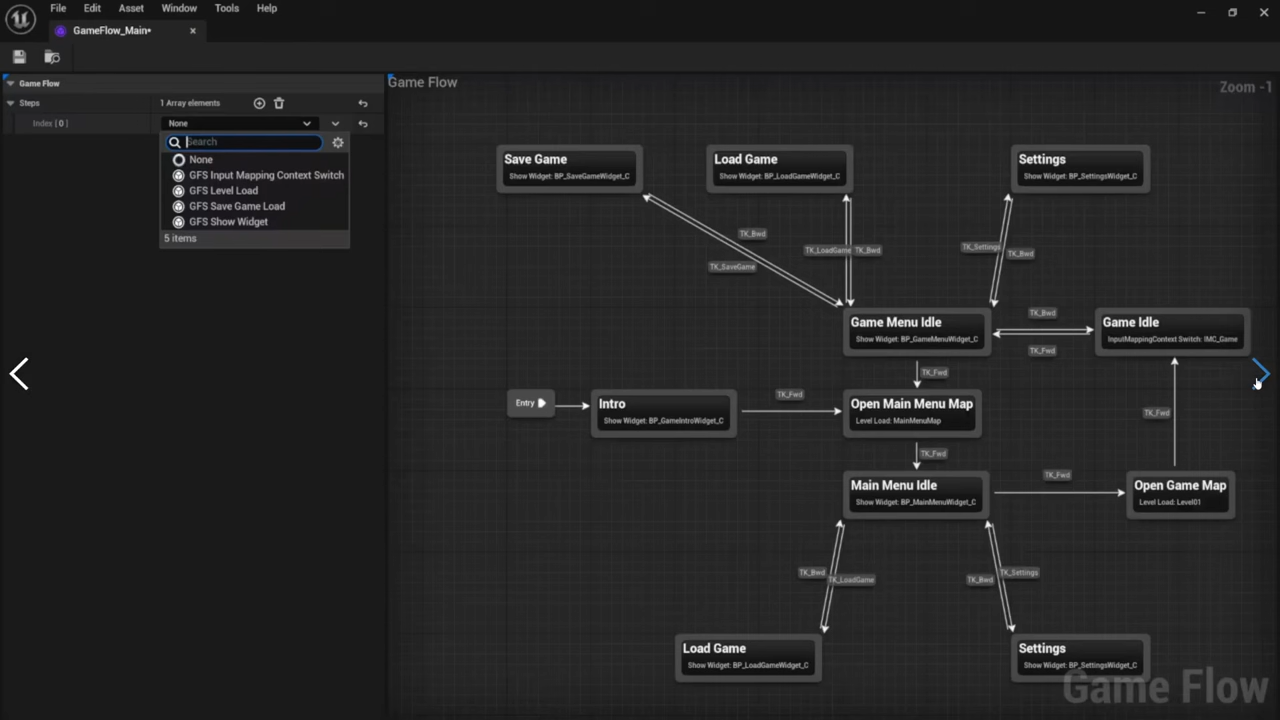 File Edit Asset Window Tools Help
GameFlow_Main•
Game Flow
Steps 1 Array elements
Index [ 0 ] None
Search
None
GFS Input Mapping Context Switch
GFS Level Load
GFS Save Game Load
GFS Show Widget
5 items
Game Flow
Zoom -1
Save Game
Show Widget: BP_SaveGameWidget_C
Load Game
Show Widget: BP_LoadGameWidget_C
Settings
Show Widget: BP_SettingsWidget_C
TK_Bwd
TK_SaveGame
TK_LoadGame TK_Bwd
TK_Settings
TK_Bwd
Game Menu Idle
Show Widget: BP_GameMenuWidget_C
TK_Bwd
TK_Fwd
Game Idle
InputMappingContext Switch: IMC_Game
TK_Fwd
Entry
Intro
Show Widget: BP_GameIntroWidget_C
TK_Fwd
Open Main Menu Map
Level Load: MainMenuMap
TK_Fwd
TK_Fwd
Main Menu Idle
Show Widget: BP_MainMenuWidget_C
TK_Fwd
Open Game Map
Level Load: Level01
TK_Bwd
TK_LoadGame
TK_Bwd
TK_Settings
Load Game
Show Widget: BP_LoadGameWidget_C
Settings
Show Widget: BP_SettingsWidget_C
Game Flow